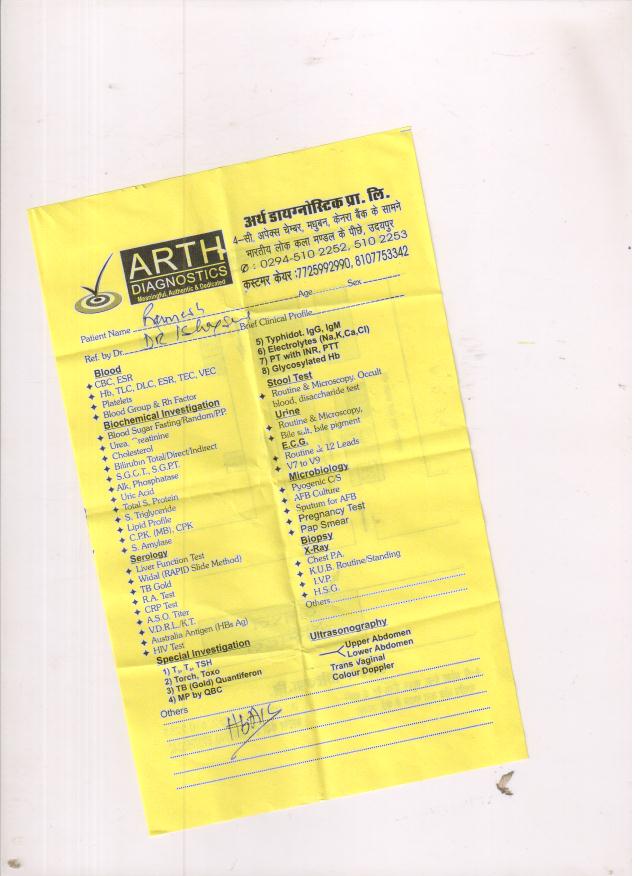 ARTH
DIAGNOSTICS
Meaningful, Authentic & Dedicated
अर्थ डायग्नोस्टिक प्रा. लि.
4-सी, अपेक्स चेम्बर, मधुबन, केनरा बैंक के सामने
भारतीय लोक कला मण्डल के पीछे, उदयपुर
✆ : 0294-510 2252, 510 2253
कस्टमर केयर :7725992990, 8107753342
Patient Name Ramesh Age Sex
Ref. by Dr. DR Brief Clinical Profile
Blood
CBC, ESR
Hb, TLC, DLC, ESR, TEC, VEC
Platelets
Blood Group & Rh Factor
Biochemical Investigation
Blood Sugar Fasting/Random/P.P.
Urea, Creatinine
Cholesterol
Bilirubin Total/Direct/Indirect
S.G.O.T., S.G.P.T.
Alk. Phosphatase
Uric Acid
Total S. Protein
S. Triglyceride
Lipid Profile
C.P.K. (MB), CPK
S. Amylase
Serology
Liver Function Test
Widal (RAPID Slide Method)
TB Gold
R.A. Test
CRP Test
A.S.O. Titer
V.D.R.L./K.T.
Australia Antigen (HBs Ag)
HIV Test
Special Investigation
1) T₃, T₄, TSH
2) Torch, Toxo
3) TB (Gold) Quantiferon
4) MP by QBC
5) Typhidot. IgG, IgM
6) Electrolytes (Na,K,Ca,Cl)
7) PT with INR, PTT
8) Glycosylated Hb
Stool Test
Routine & Microscopy, Occult
blood, disaccharide test
Urine
Routine & Microscopy,
Bile salt, bile pigment
E.C.G.
Routine & 12 Leads
V7 to V9
Microbiology
Pyogenic C/S
AFB Culture
Sputum for AFB
Pregnancy Test
Pap Smear
Biopsy
X-Ray
Chest P.A.
K.U.B. Routine/Standing
I.V.P.
H.S.G.
Others
Ultrasonography
Upper Abdomen
Lower Abdomen
Trans Vaginal
Colour Doppler
Others
HbA1c